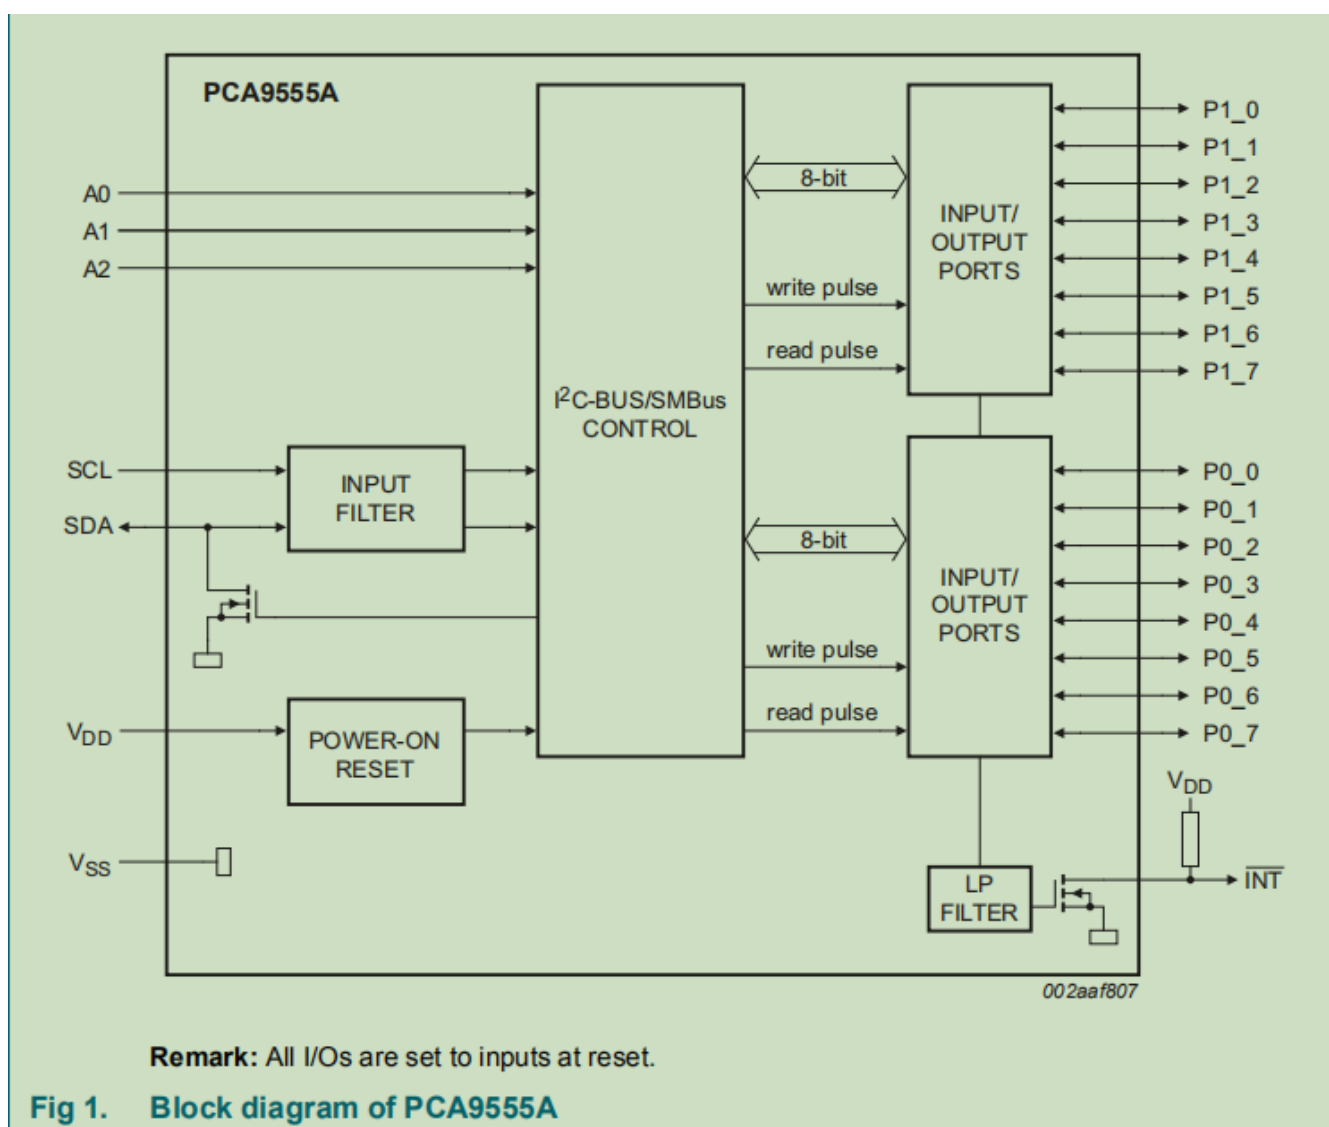 PCA9555A
A0
A1
A2
SCL
SDA
VDD
VSS
INPUT
FILTER
POWER-ON
RESET
I²C-BUS/SMBus
CONTROL
8-bit
write pulse
read pulse
8-bit
write pulse
read pulse
INPUT/
OUTPUT
PORTS
INPUT/
OUTPUT
PORTS
LP
FILTER
P1_0
P1_1
P1_2
P1_3
P1_4
P1_5
P1_6
P1_7
P0_0
P0_1
P0_2
P0_3
P0_4
P0_5
P0_6
P0_7
VDD
INT
002aaf807
Remark: All I/Os are set to inputs at reset.
Fig 1. Block diagram of PCA9555A